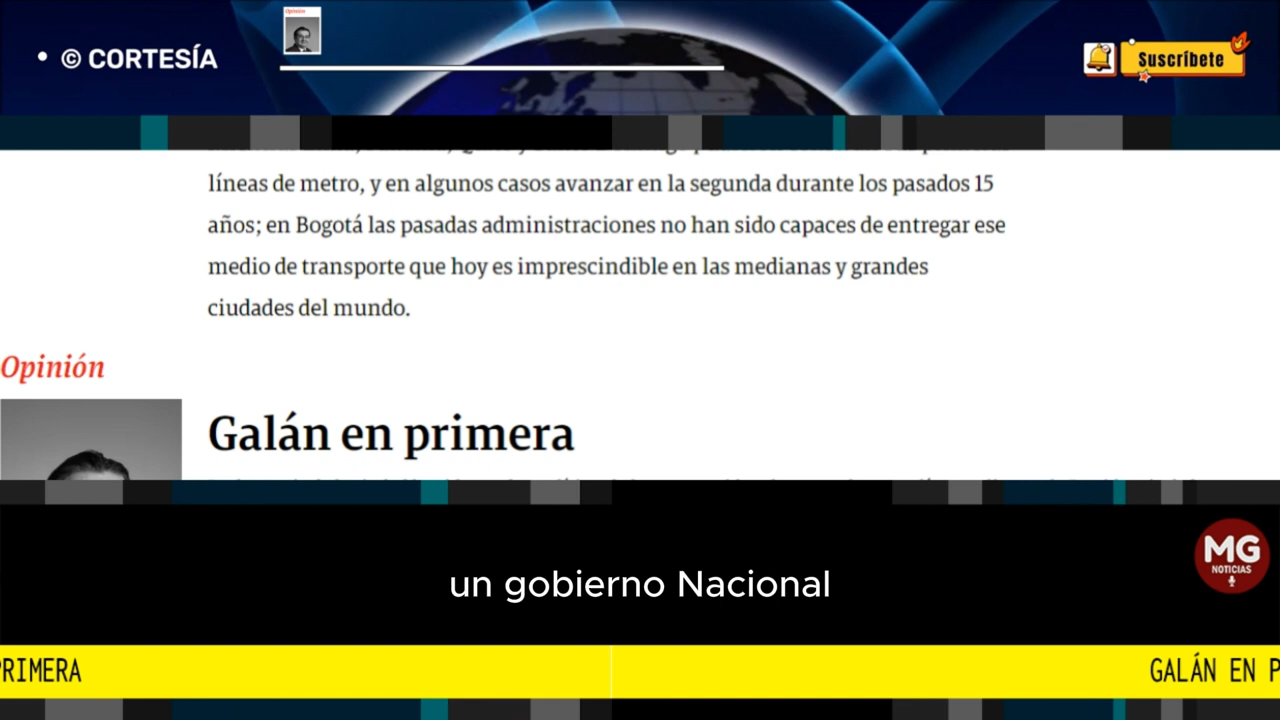 Opinión
• © CORTESÍA
Suscríbete
líneas de metro, y en algunos casos avanzar en la segunda durante los pasados 15
años; en Bogotá las pasadas administraciones no han sido capaces de entregar ese
medio de transporte que hoy es imprescindible en las medianas y grandes
ciudades del mundo.
Opinión
Galán en primera
un gobierno Nacional
MG
NOTICIAS
PRIMERA
GALÁN EN P